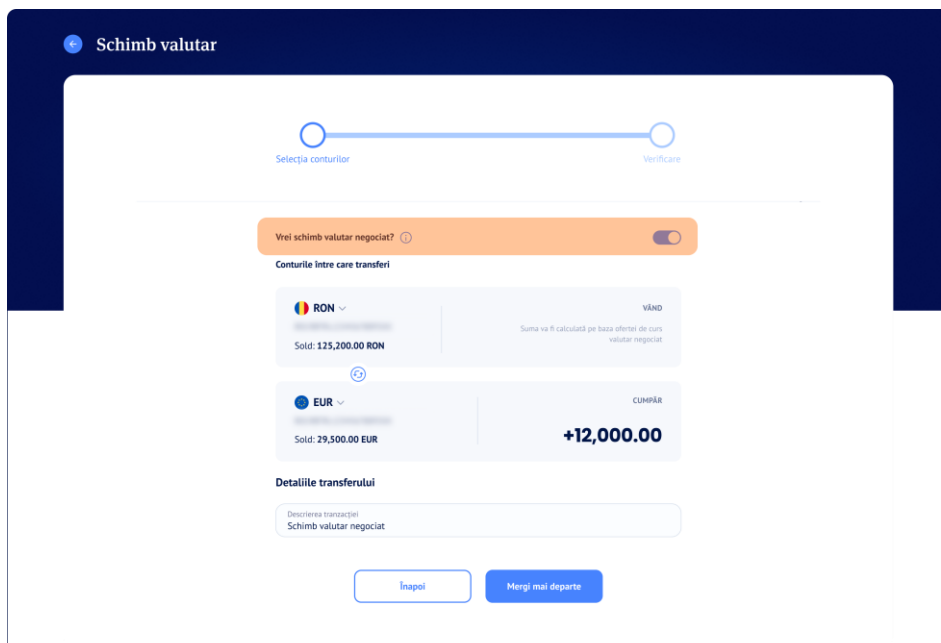 Schimb valutar
Selecția conturilor
Verificare
Vrei schimb valutar negociat?
Conturile între care transferi
RON
VÂND
Suma va fi calculată pe baza ofertei de curs
valutar negociat
Sold: 125,200.00 RON
EUR
CUMPĂR
+12,000.00
Sold: 29,500.00 EUR
Detaliile transferului
Descrierea tranzacției
Schimb valutar negociat
Înapoi
Mergi mai departe